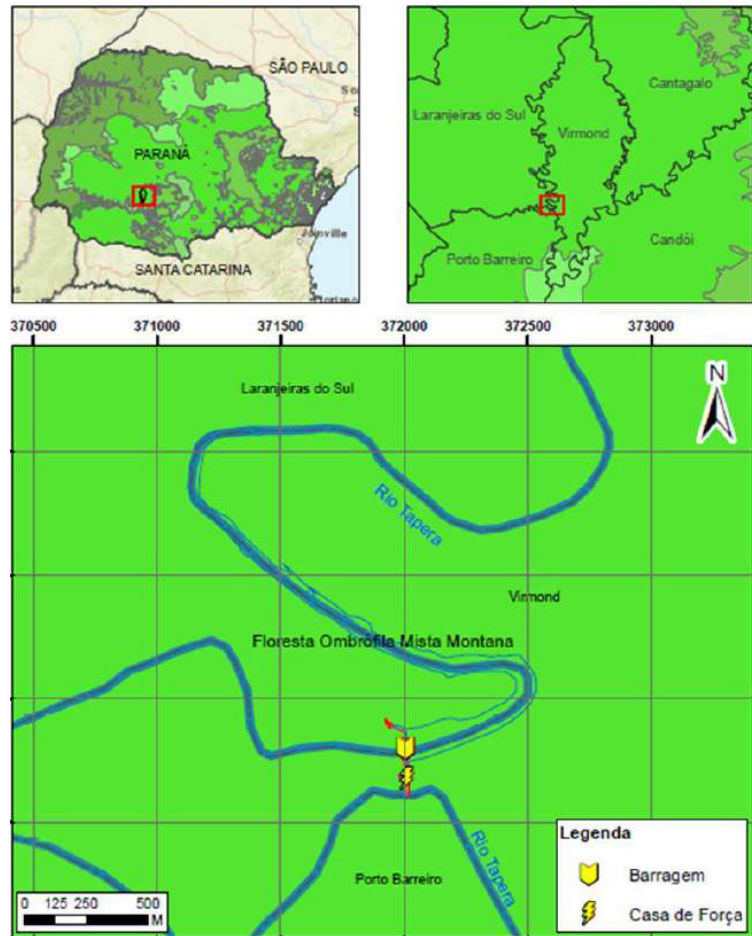 SÃO PAULO
PARANÁ
Joinville
SANTA CATARINA
Cantagalo
Laranjeiras do Sul
Virmond
Porto Barreiro
Candói
370500 371000 371500 372000 372500 373000
Laranjeiras do Sul
N
Rio Tapera
Virmond
Floresta Ombrófila Mista Montana
Rio Tapera
Porto Barreiro
Legenda
Barragem
Casa de Força
0 125 250 500
M